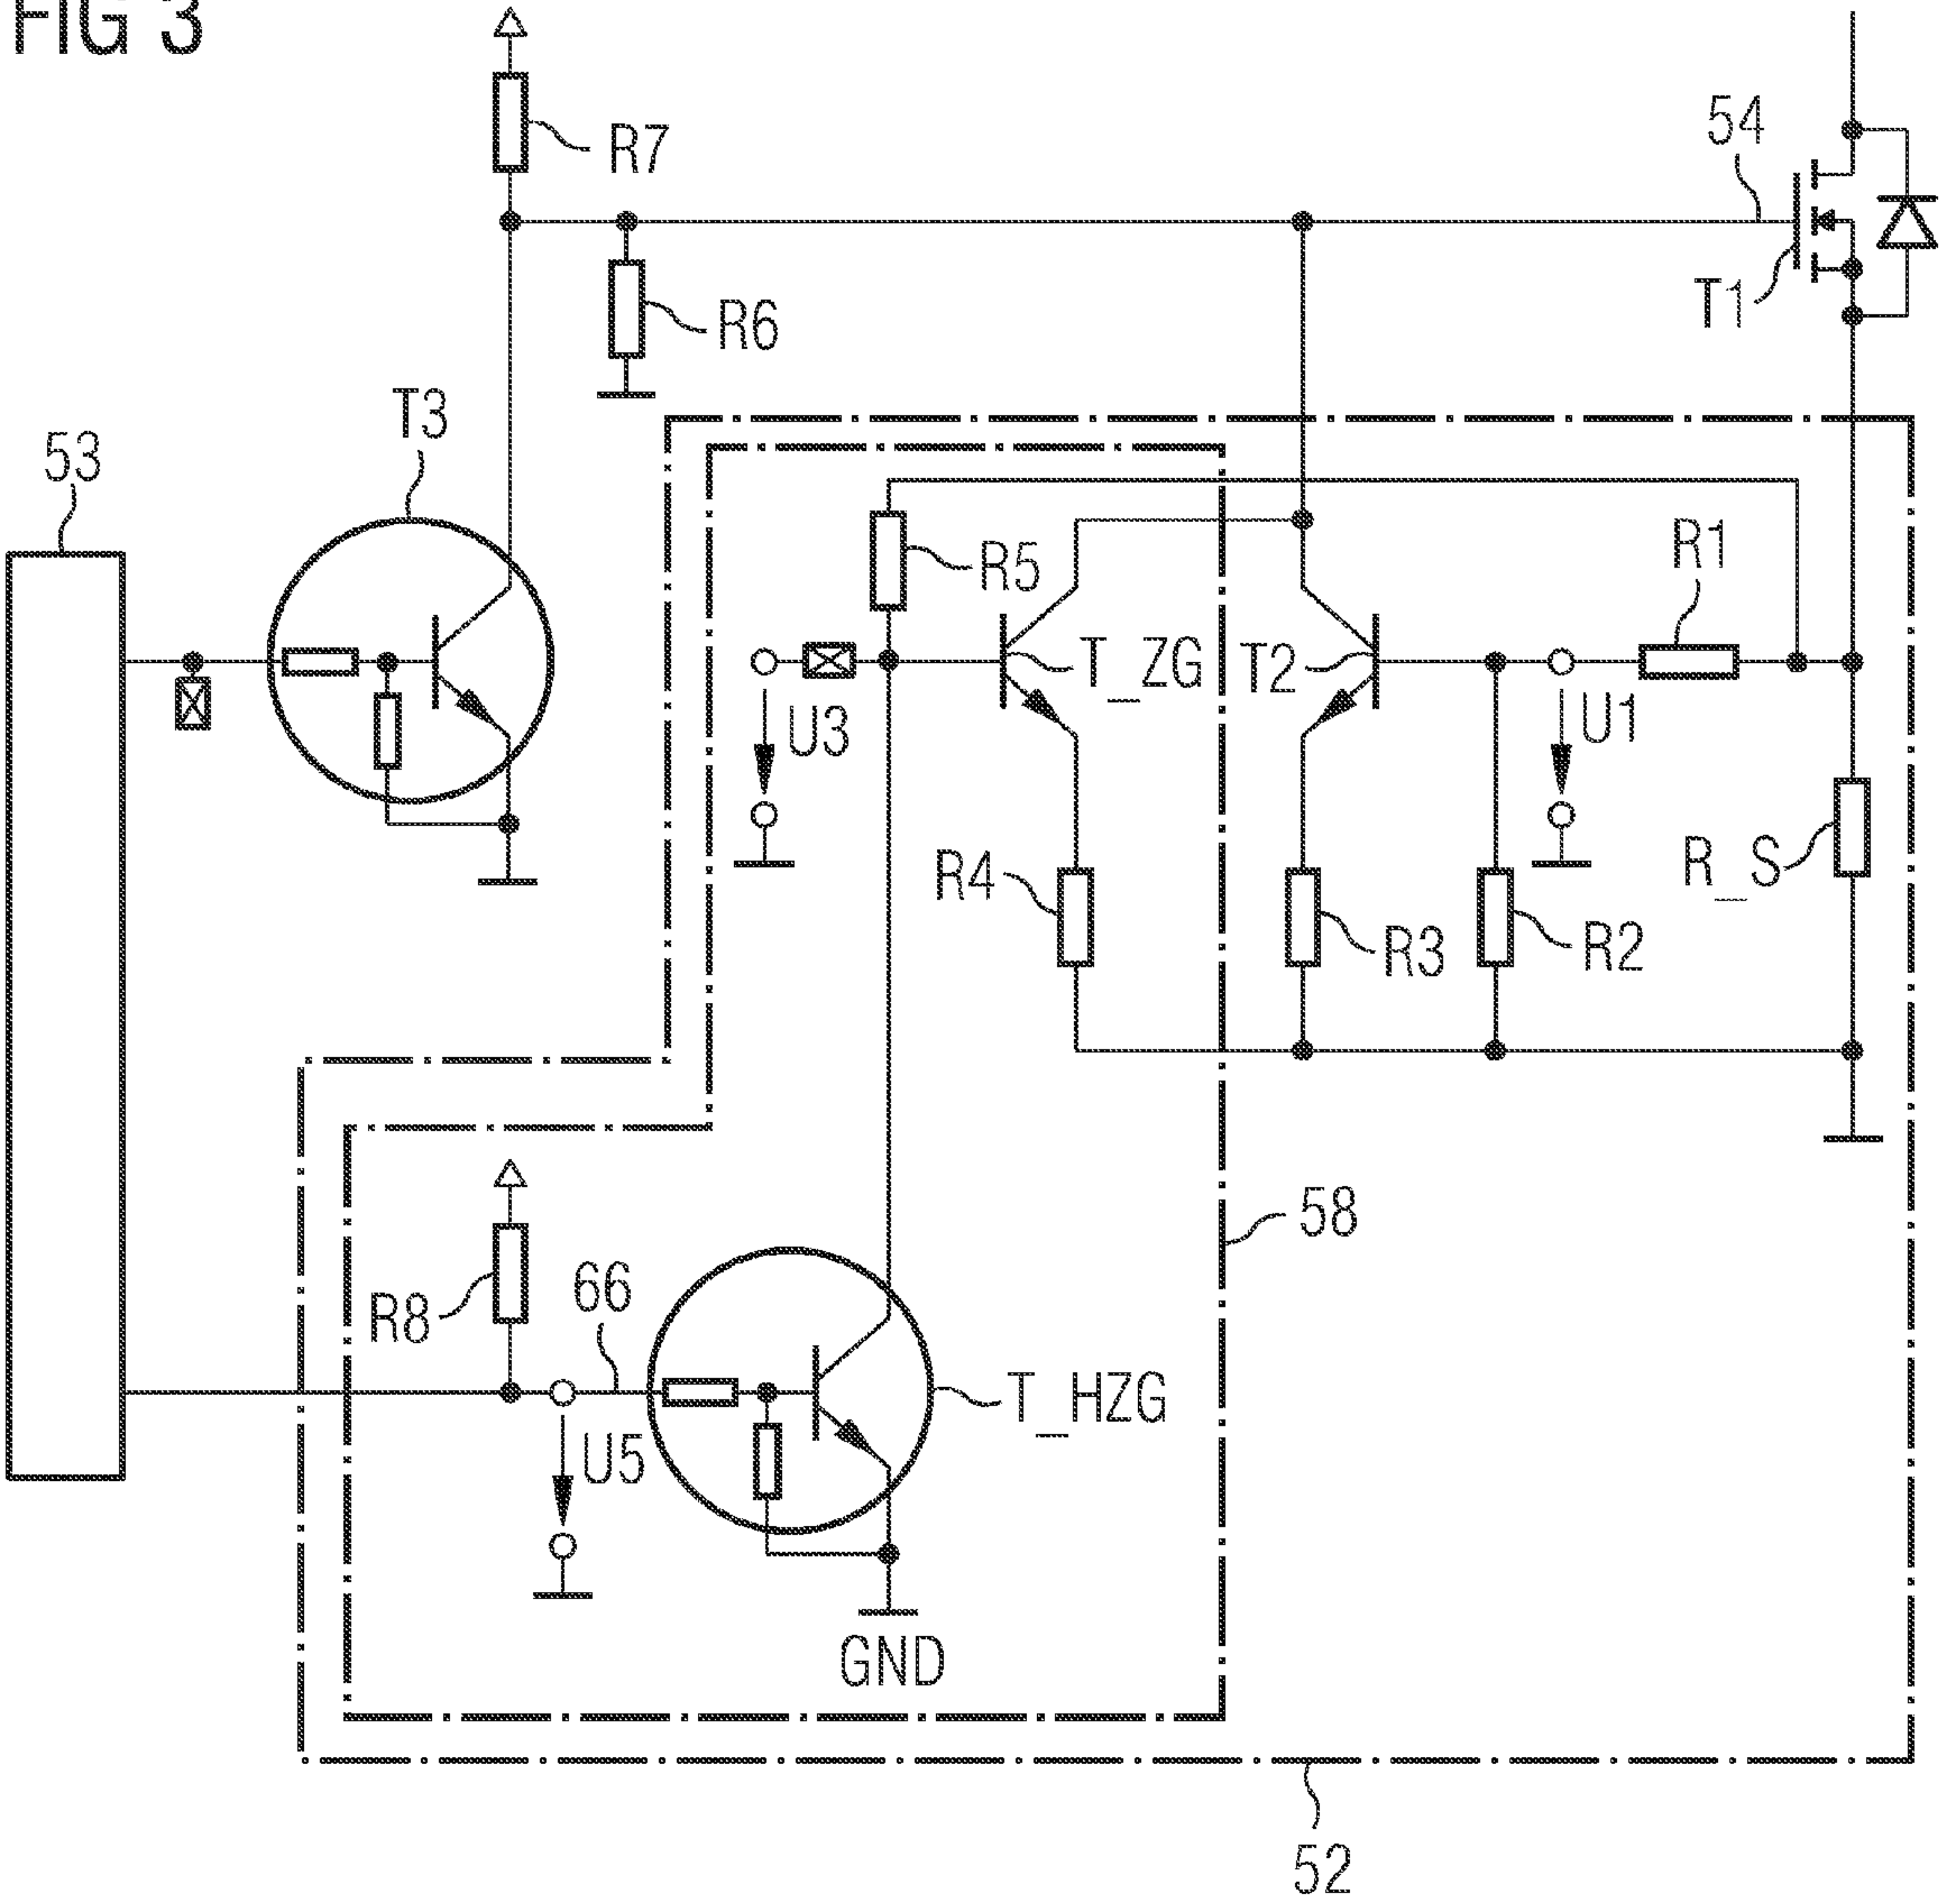 FIG 3
R7
54
T1
R6
T3
53
R5
R1
T_ZG
T2
U3
U1
R4
R_S
R3
R2
58
66
R8
T_HZG
U5
GND
52